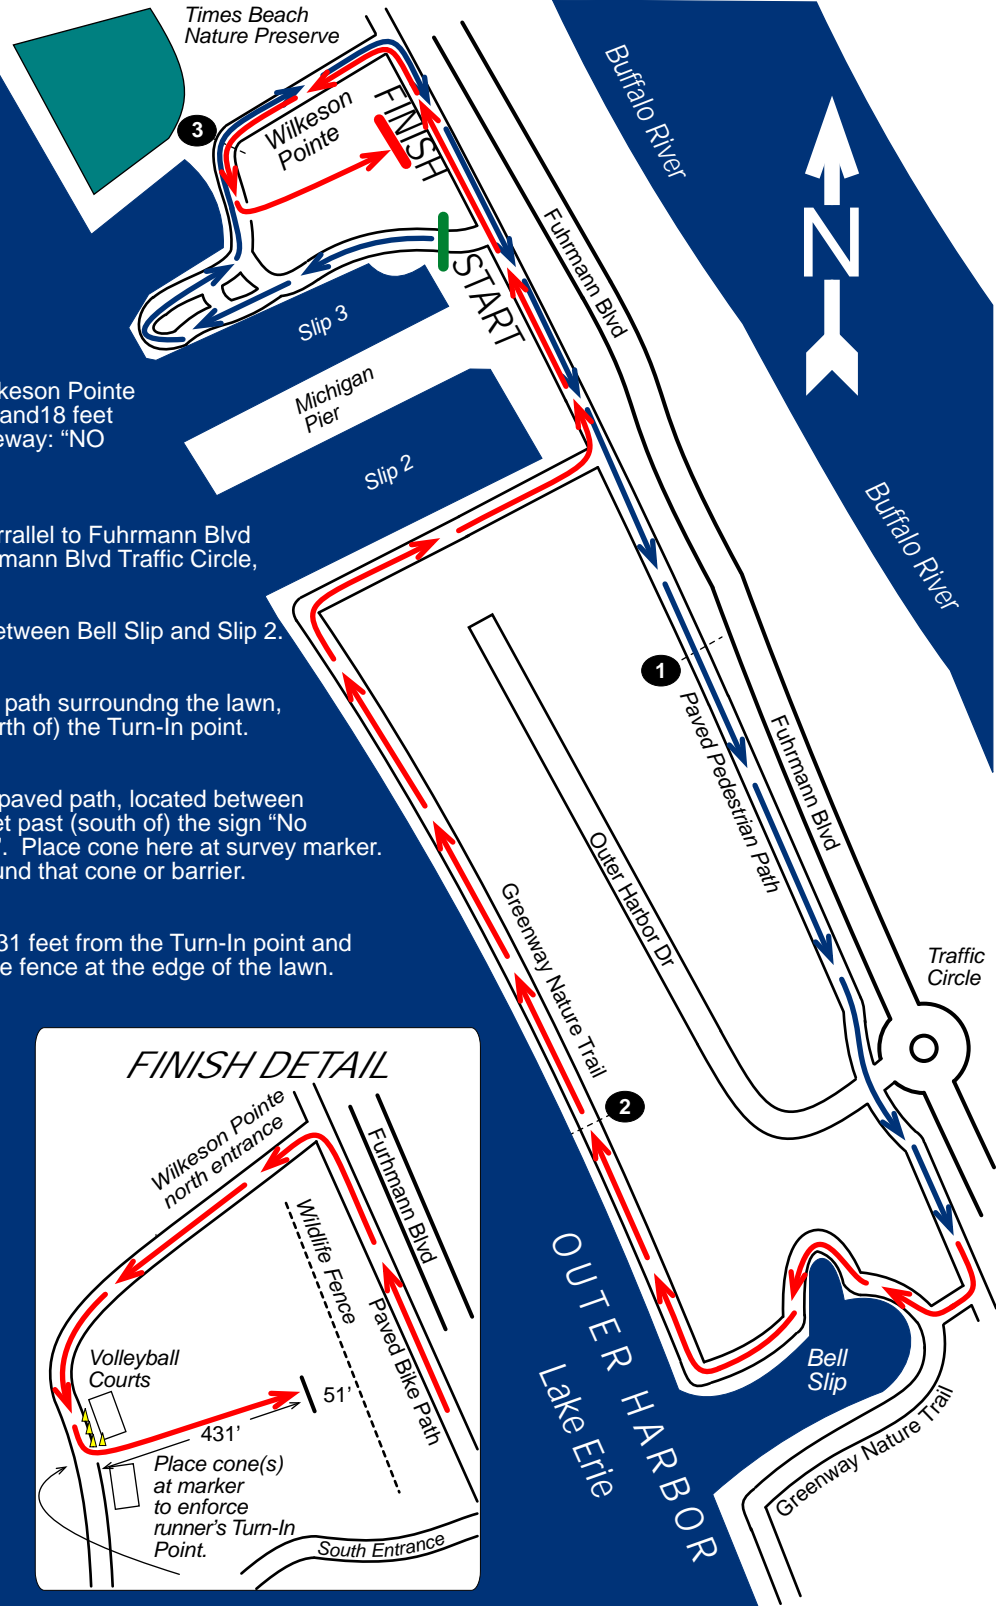 Times Beach
Nature Preserve
Buffalo River
3
Wilkeson
Pointe
FINISH
N
Fuhrmann Blvd
START
Slip 3
Michigan
Pier
Slip 2
Buffalo River
lkeson Pointe
and18 feet
eway: “NO
rrallel to Fuhrmann Blvd
rmann Blvd Traffic Circle,
etween Bell Slip and Slip 2.
path surroundng the lawn,
rth of) the Turn-In point.
paved path, located between
et past (south of) the sign “No
”. Place cone here at survey marker.
und that cone or barrier.
31 feet from the Turn-In point and
e fence at the edge of the lawn.
1
Paved Pedestrian Path
Fuhrmann Blvd
Outer Harbor Dr
Greenway Nature Trail
Traffic
Circle
2
OUTER HARBOR
Lake Erie
Bell
Slip
Greenway Nature Trail
FINISH DETAIL
Wilkeson Pointe
north entrance
Furhmann Blvd
Wildlife Fence
Paved Bike Path
Volleyball
Courts
51’
431’
Place cone(s)
at marker
to enforce
runner’s Turn-In
Point.
South Entrance